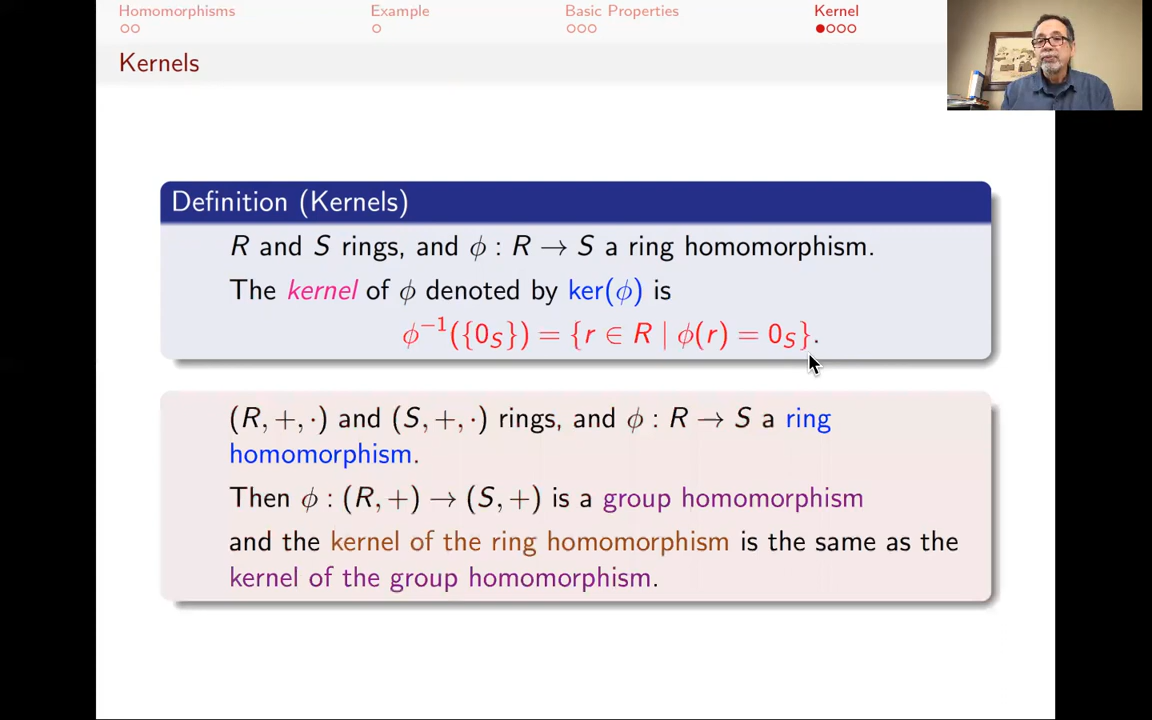 Homomorphisms Example Basic Properties Kernel
Kernels
Definition (Kernels)
R and S rings, and ϕ : R → S a ring homomorphism.
The kernel of ϕ denoted by ker(ϕ) is
ϕ⁻¹({0_S}) = {r ∈ R | ϕ(r) = 0_S}.
(R, +, ·) and (S, +, ·) rings, and ϕ : R → S a ring
homomorphism.
Then ϕ : (R, +) → (S, +) is a group homomorphism
and the kernel of the ring homomorphism is the same as the
kernel of the group homomorphism.